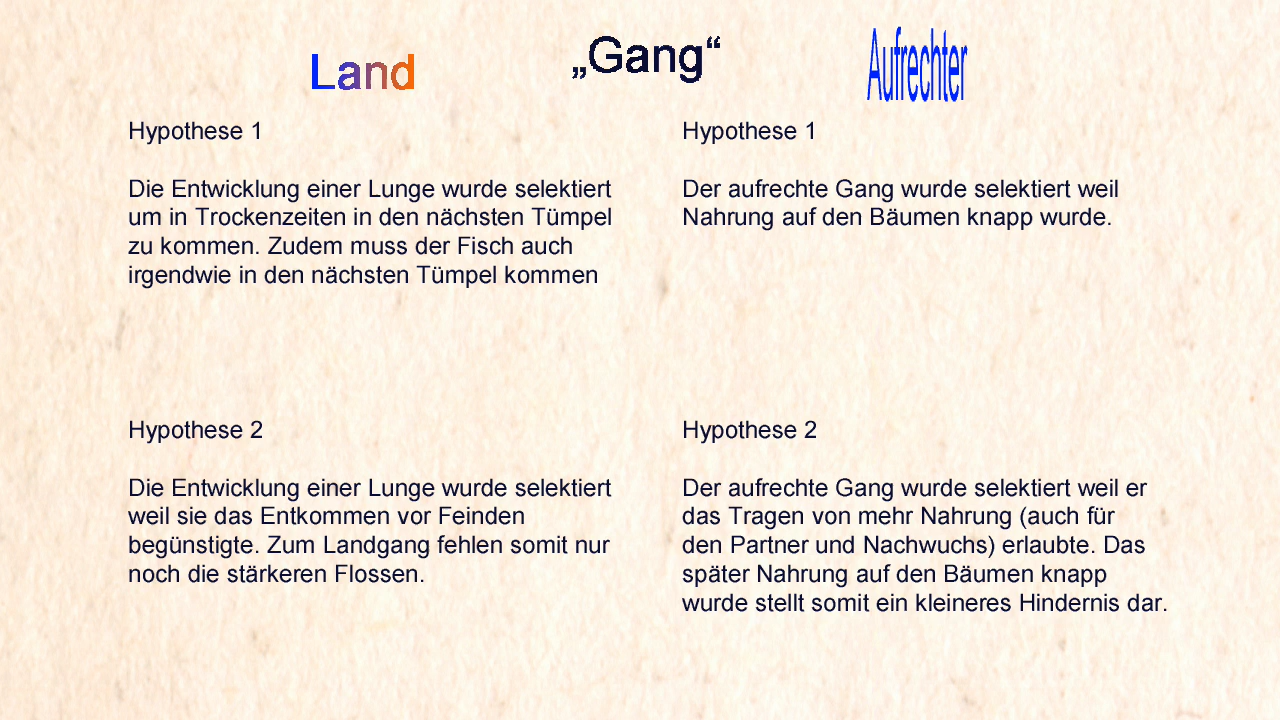 Land
„Gang“
Aufrechter
Hypothese 1
Die Entwicklung einer Lunge wurde selektiert
um in Trockenzeiten in den nächsten Tümpel
zu kommen. Zudem muss der Fisch auch
irgendwie in den nächsten Tümpel kommen
Hypothese 2
Die Entwicklung einer Lunge wurde selektiert
weil sie das Entkommen vor Feinden
begünstigte. Zum Landgang fehlen somit nur
noch die stärkeren Flossen.
Hypothese 1
Der aufrechte Gang wurde selektiert weil
Nahrung auf den Bäumen knapp wurde.
Hypothese 2
Der aufrechte Gang wurde selektiert weil er
das Tragen von mehr Nahrung (auch für
den Partner und Nachwuchs) erlaubte. Das
später Nahrung auf den Bäumen knapp
wurde stellt somit ein kleineres Hindernis dar.